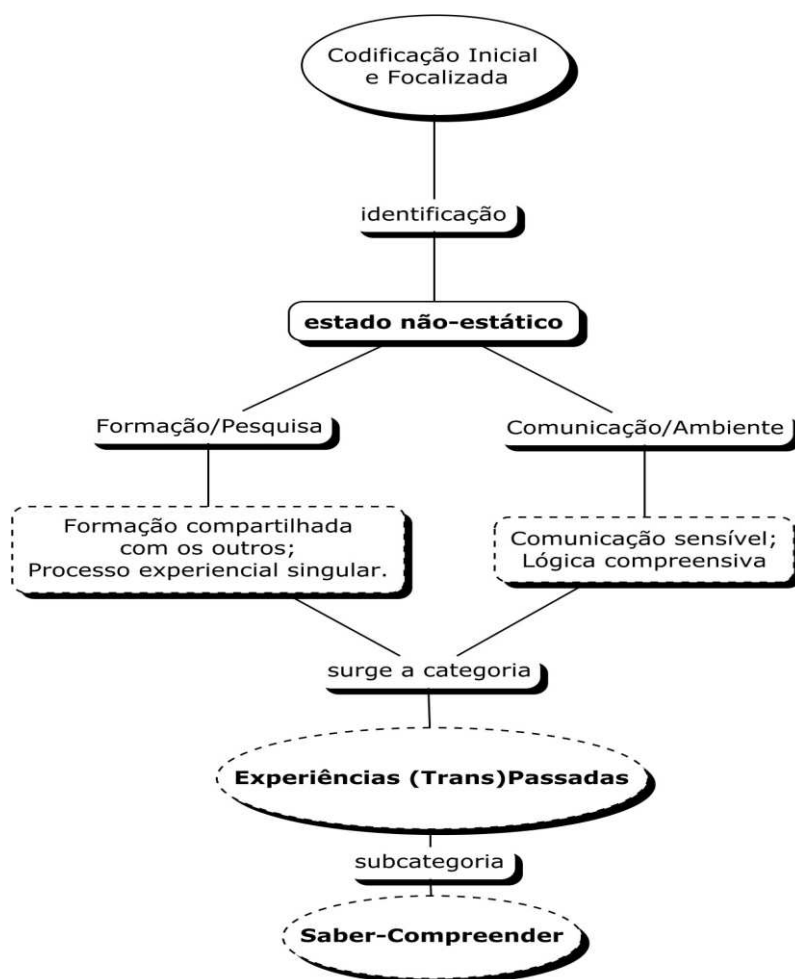 Codificação Inicial
e Focalizada
identificação
estado não-estático
Formação/Pesquisa
Comunicação/Ambiente
Formação compartilhada
com os outros;
Processo experiencial singular.
Comunicação sensível;
Lógica compreensiva
surge a categoria
Experiências (Trans)Passadas
subcategoria
Saber-Compreender